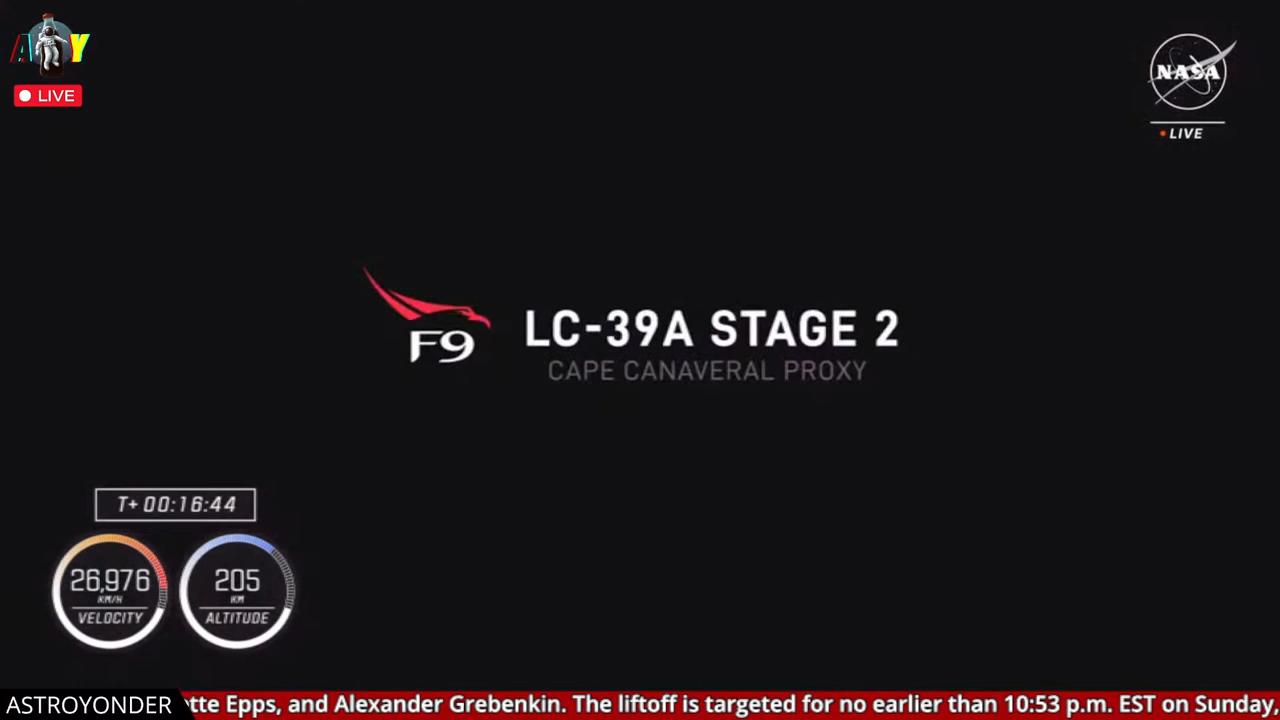 A Y
LIVE
NASA
LIVE
F9
LC-39A STAGE 2
CAPE CANAVERAL PROXY
T+ 00:16:44
26,976
KM/H
VELOCITY
205
KM
ALTITUDE
ASTROYONDER
tte Epps, and Alexander Grebenkin. The liftoff is targeted for no earlier than 10:53 p.m. EST on Sunday,